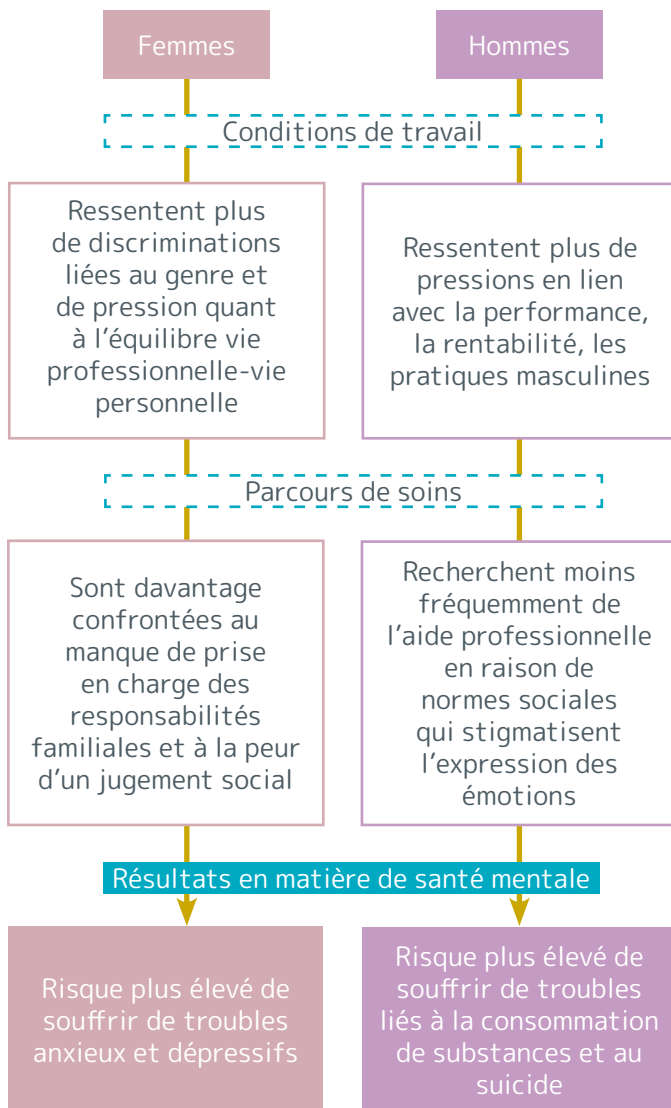 Femmes
Hommes
Conditions de travail
Ressentent plus
de discriminations
liées au genre et
de pression quant
à l'équilibre vie
professionnelle-vie
personnelle
Ressentent plus de
pressions en lien
avec la performance,
la rentabilité, les
pratiques masculines
Parcours de soins
Sont davantage
confrontées au
manque de prise
en charge des
responsabilités
familiales et à la peur
d'un jugement social
Recherchent moins
fréquemment de
l'aide professionnelle
en raison de
normes sociales
qui stigmatisent
l'expression des
émotions
Résultats en matière de santé mentale
Risque plus élevé de
souffrir de troubles
anxieux et dépressifs
Risque plus élevé de
souffrir de troubles
liés à la consommation
de substances et au
suicide